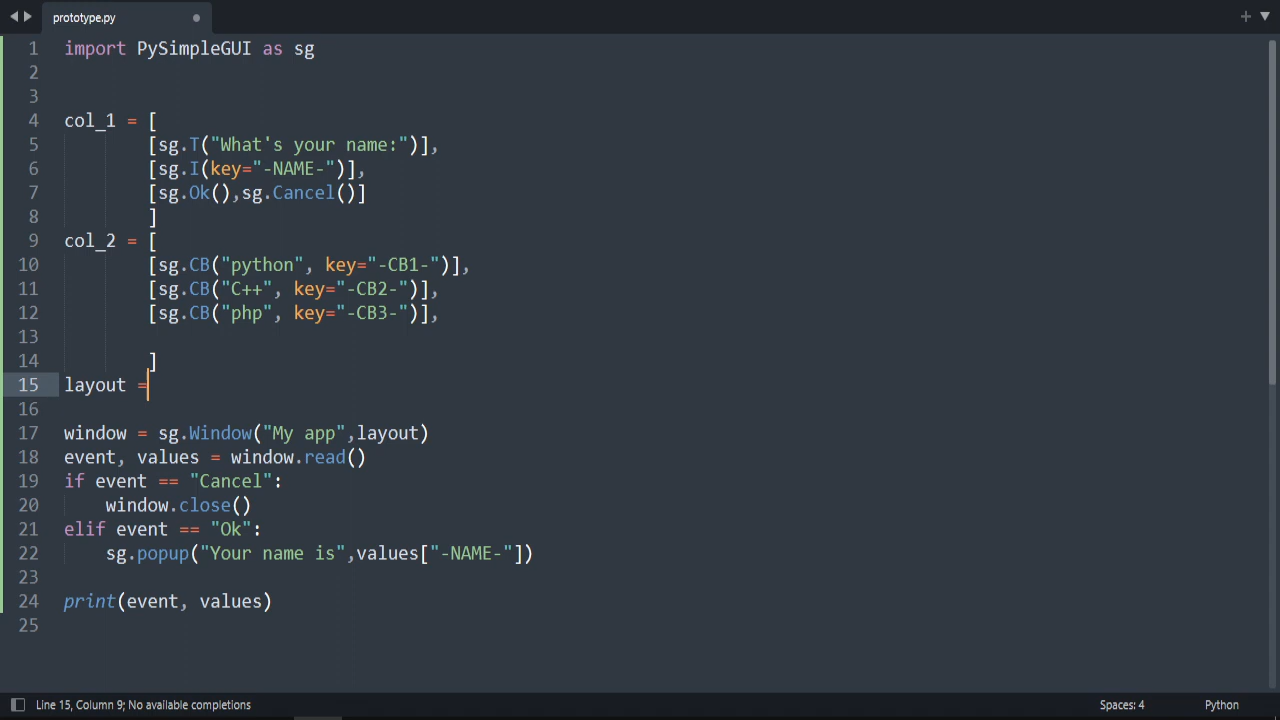 prototype.py
1 import PySimpleGUI as sg
2
3
4 col_1 = [
5 [sg.T("What's your name:")],
6 [sg.I(key="-NAME-")],
7 [sg.Ok(),sg.Cancel()]
8 ]
9 col_2 = [
10 [sg.CB("python", key="-CB1-")],
11 [sg.CB("C++", key="-CB2-")],
12 [sg.CB("php", key="-CB3-")],
13
14 ]
15 layout =
16
17 window = sg.Window("My app",layout)
18 event, values = window.read()
19 if event == "Cancel":
20 window.close()
21 elif event == "Ok":
22 sg.popup("Your name is",values["-NAME-"])
23
24 print(event, values)
25
Line 15, Column 9; No available completions Spaces: 4 Python